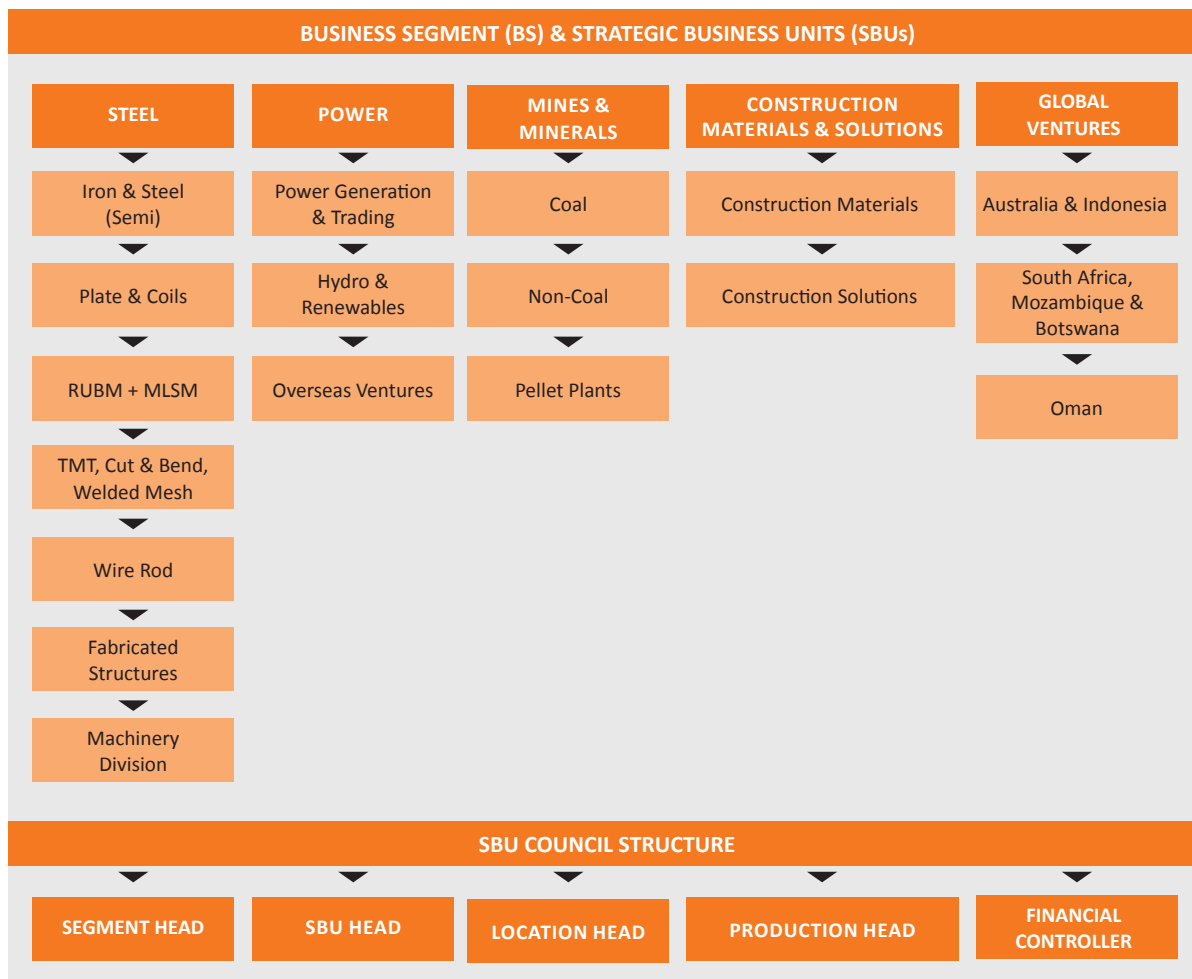 BUSINESS SEGMENT (BS) & STRATEGIC BUSINESS UNITS (SBUs)
STEEL
Iron & Steel
(Semi)
Plate & Coils
RUBM + MLSM
TMT, Cut & Bend,
Welded Mesh
Wire Rod
Fabricated
Structures
Machinery
Division
POWER
Power Generation
& Trading
Hydro &
Renewables
Overseas Ventures
MINES &
MINERALS
Coal
Non-Coal
Pellet Plants
CONSTRUCTION
MATERIALS & SOLUTIONS
Construction Materials
Construction Solutions
GLOBAL
VENTURES
Australia & Indonesia
South Africa,
Mozambique &
Botswana
Oman
SBU COUNCIL STRUCTURE
SEGMENT HEAD
SBU HEAD
LOCATION HEAD
PRODUCTION HEAD
FINANCIAL
CONTROLLER